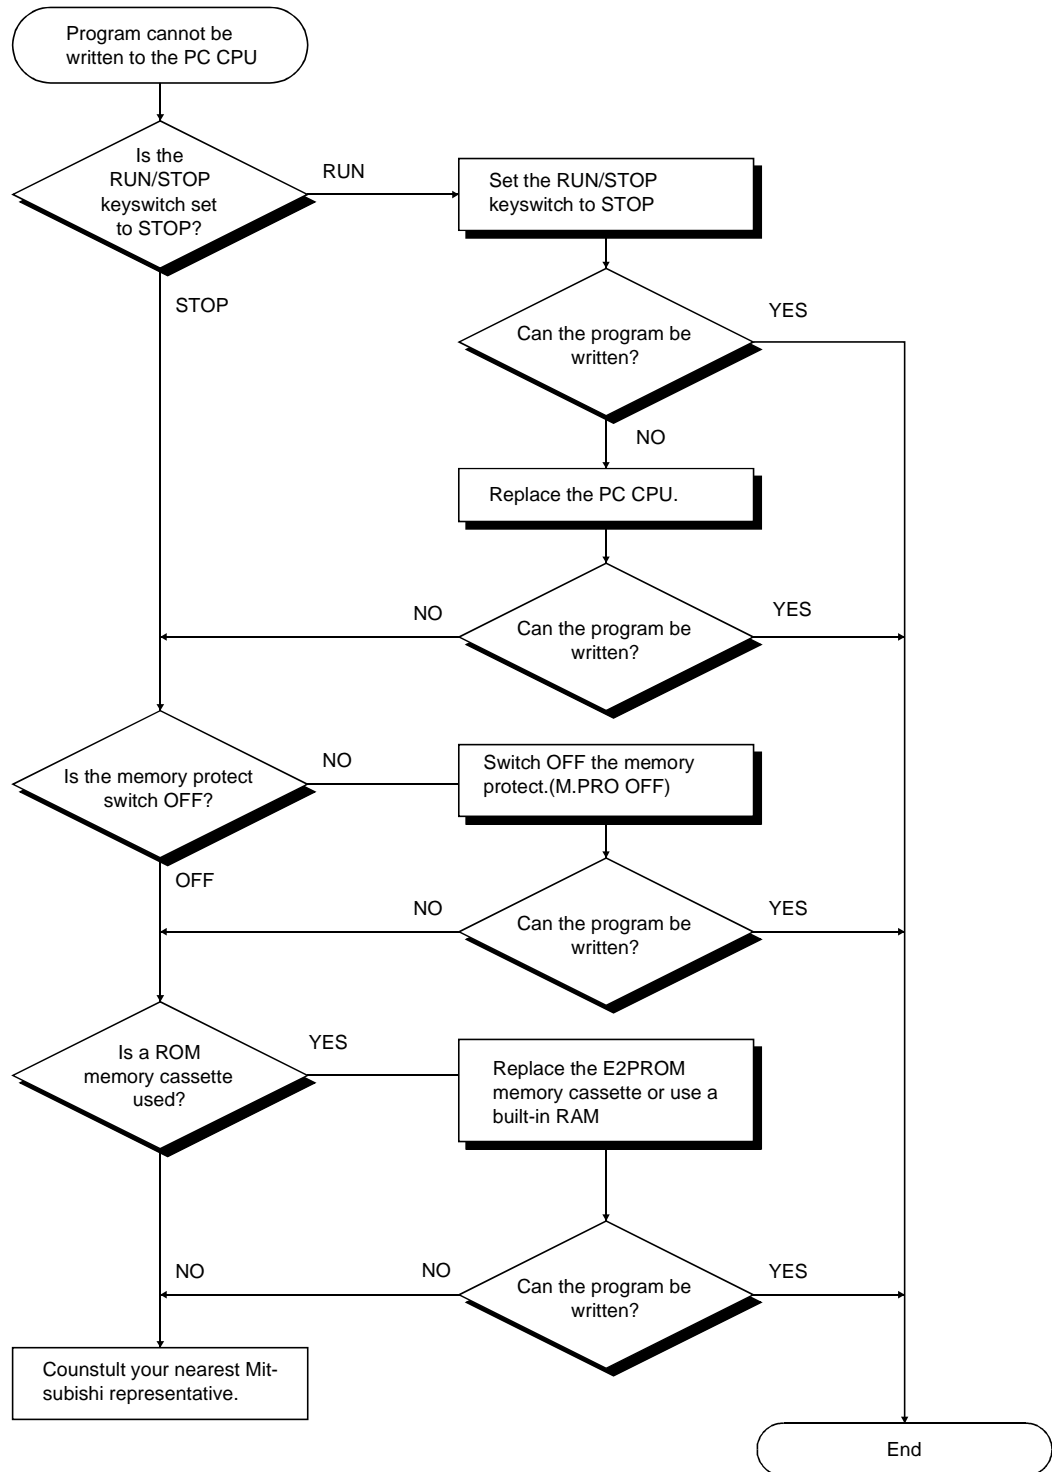 Program cannot be
written to the PC CPU
Is the
RUN/STOP
keyswitch set
to STOP?
RUN
Set the RUN/STOP
keyswitch to STOP
STOP
Can the program be
written?
YES
NO
Replace the PC CPU.
NO
Can the program be
written?
YES
Is the memory protect
switch OFF?
NO
Switch OFF the memory
protect.(M.PRO OFF)
OFF
NO
Can the program be
written?
YES
Is a ROM
memory cassette
used?
YES
Replace the E2PROM
memory cassette or use a
built-in RAM
NO
NO
Can the program be
written?
YES
Counstult your nearest Mit-
subishi representative.
End